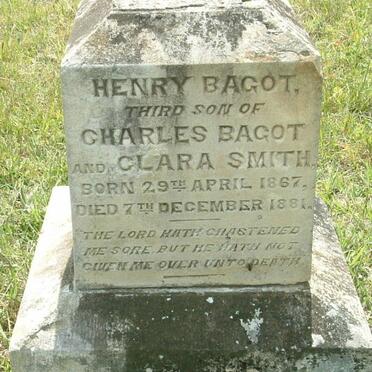 HENRY BAGOT,
THIRD SON OF
CHARLES BAGOT
AND CLARA SMITH.
BORN 29TH APRIL 1867.
DIED 7TH DECEMBER 1881.
THE LORD HATH CHASTENED
ME SORE, BUT HE HATH NOT
GIVEN ME OVER UNTO DEATH